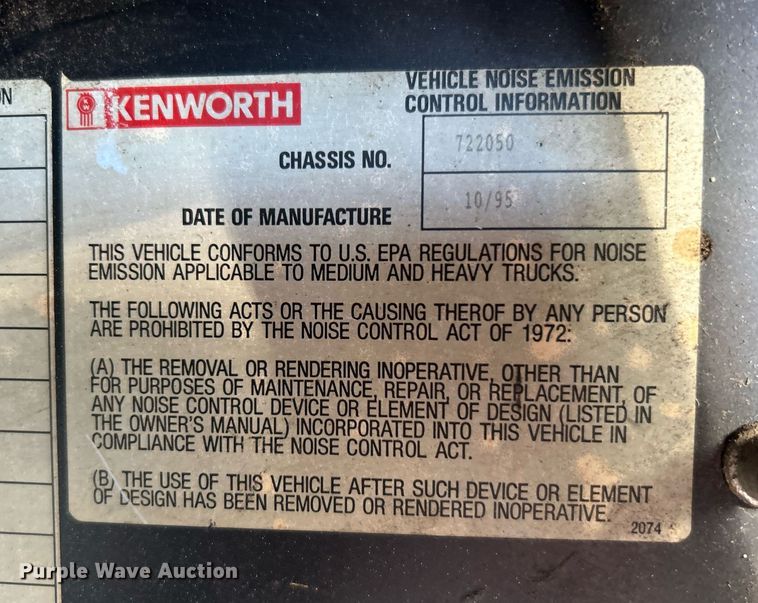 ON
KENWORTH
VEHICLE NOISE EMISSION
CONTROL INFORMATION
CHASSIS NO. 722050
DATE OF MANUFACTURE 10/95
THIS VEHICLE CONFORMS TO U.S. EPA REGULATIONS FOR NOISE
EMISSION APPLICABLE TO MEDIUM AND HEAVY TRUCKS.
THE FOLLOWING ACTS OR THE CAUSING THEROF BY ANY PERSON
ARE PROHIBITED BY THE NOISE CONTROL ACT OF 1972:
(A) THE REMOVAL OR RENDERING INOPERATIVE, OTHER THAN
FOR PURPOSES OF MAINTENANCE, REPAIR, OR REPLACEMENT, OF
ANY NOISE CONTROL DEVICE OR ELEMENT OF DESIGN (LISTED IN
THE OWNER'S MANUAL) INCORPORATED INTO THIS VEHICLE IN
COMPLIANCE WITH THE NOISE CONTROL ACT.
(B) THE USE OF THIS VEHICLE AFTER SUCH DEVICE OR ELEMENT
OF DESIGN HAS BEEN REMOVED OR RENDERED INOPERATIVE.
2074
Purple Wave Auction